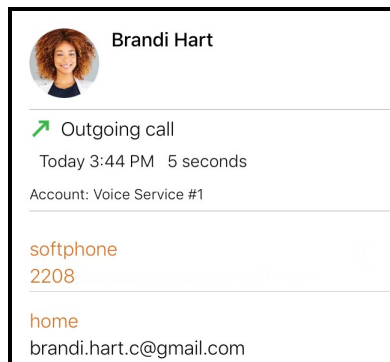 Brandi Hart
Outgoing call
Today 3:44 PM 5 seconds
Account: Voice Service #1
softphone
2208
home
brandi.hart.c@gmail.com